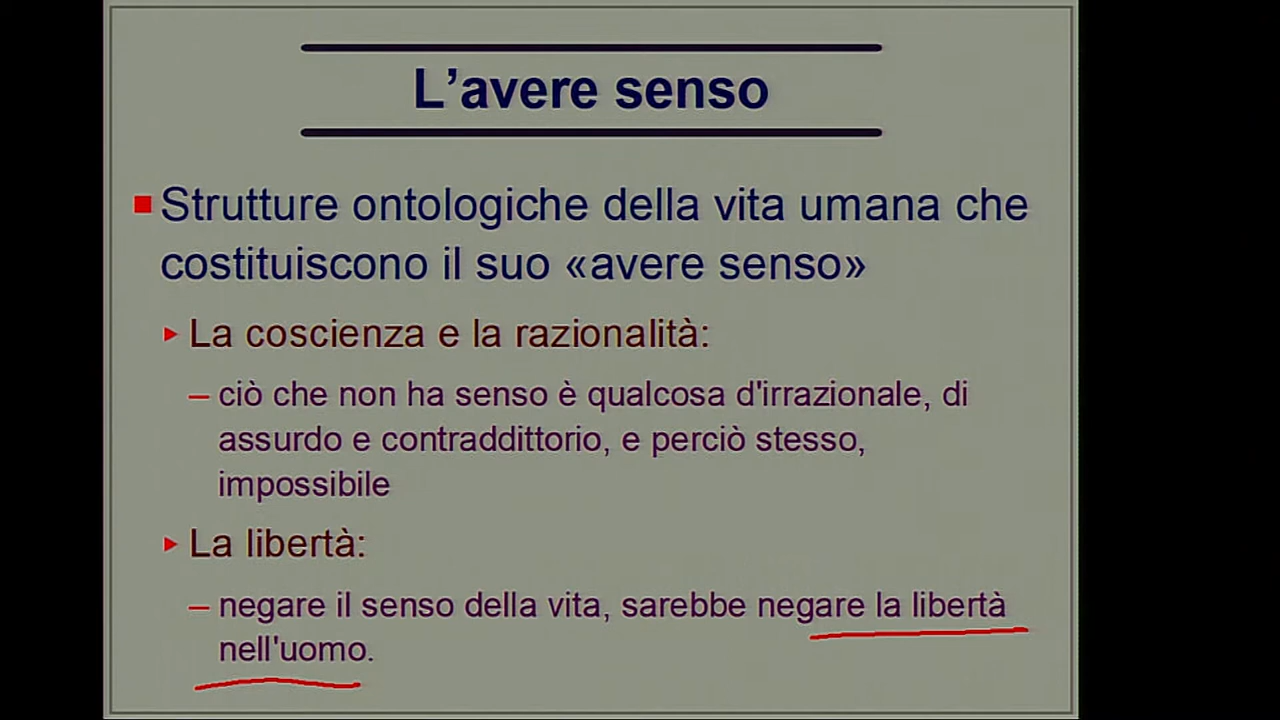 L’avere senso
Strutture ontologiche della vita umana che
costituiscono il suo «avere senso»
La coscienza e la razionalità:
– ciò che non ha senso è qualcosa d'irrazionale, di
assurdo e contraddittorio, e perciò stesso,
impossibile
La libertà:
– negare il senso della vita, sarebbe negare la libertà
nell'uomo.